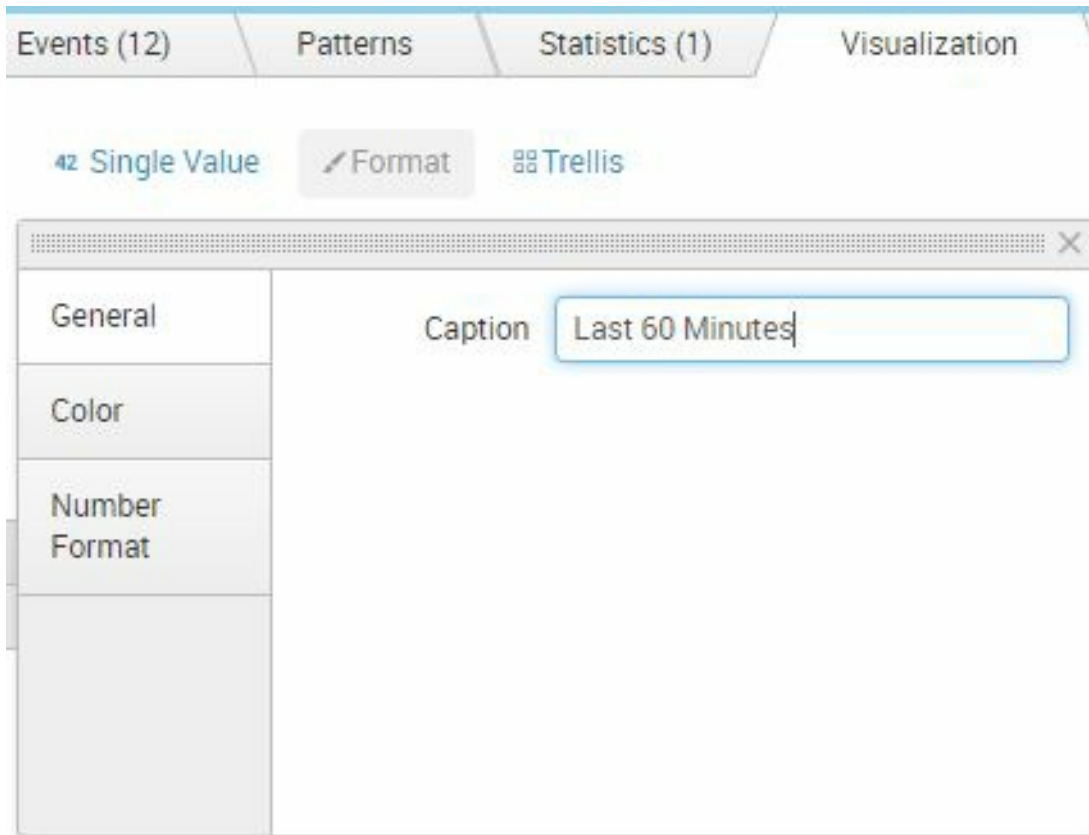 Events (12) Patterns Statistics (1) Visualization
42 Single Value Format Trellis
General
Caption Last 60 Minutes
Color
Number
Format